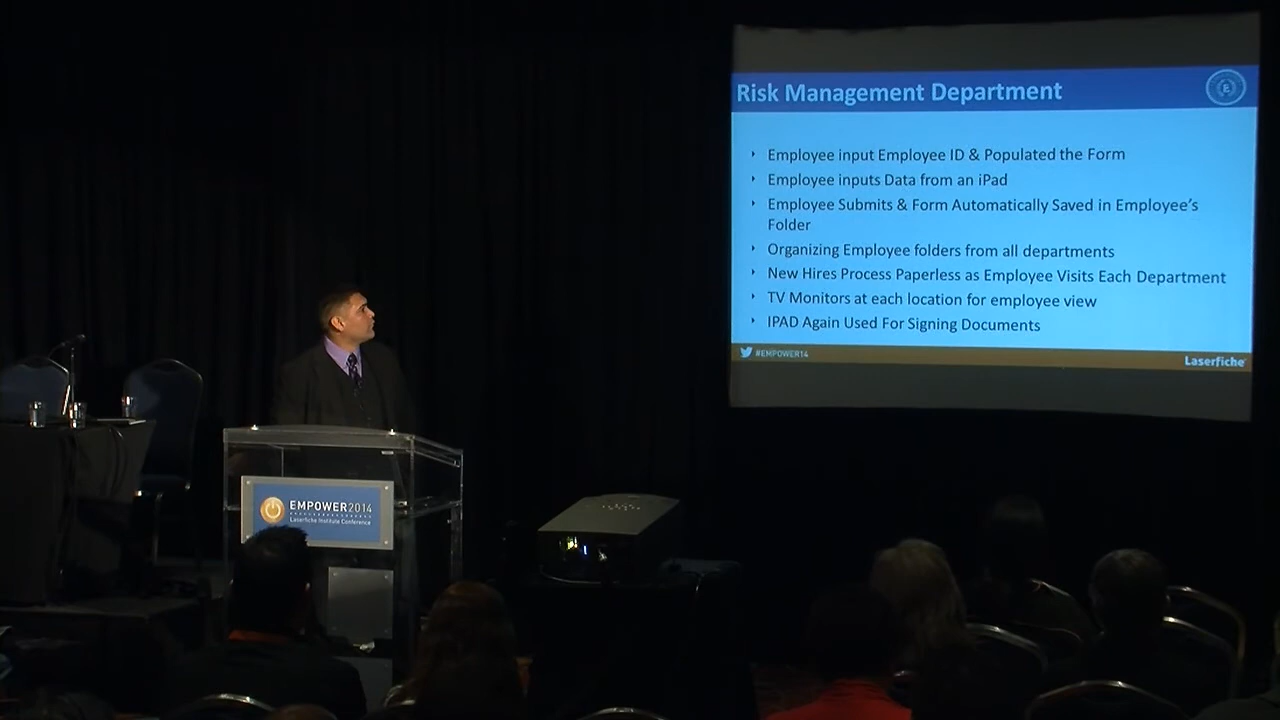 Risk Management Department
Employee input Employee ID & Populated the Form
Employee inputs Data from an iPad
Employee Submits & Form Automatically Saved in Employee's
Folder
Organizing Employee folders from all departments
New Hires Process Paperless as Employee Visits Each Department
TV Monitors at each location for employee view
IPAD Again Used For Signing Documents
#EMPOWER14
Laserfiche
EMPOWER2014
Laserfiche Institute Conference